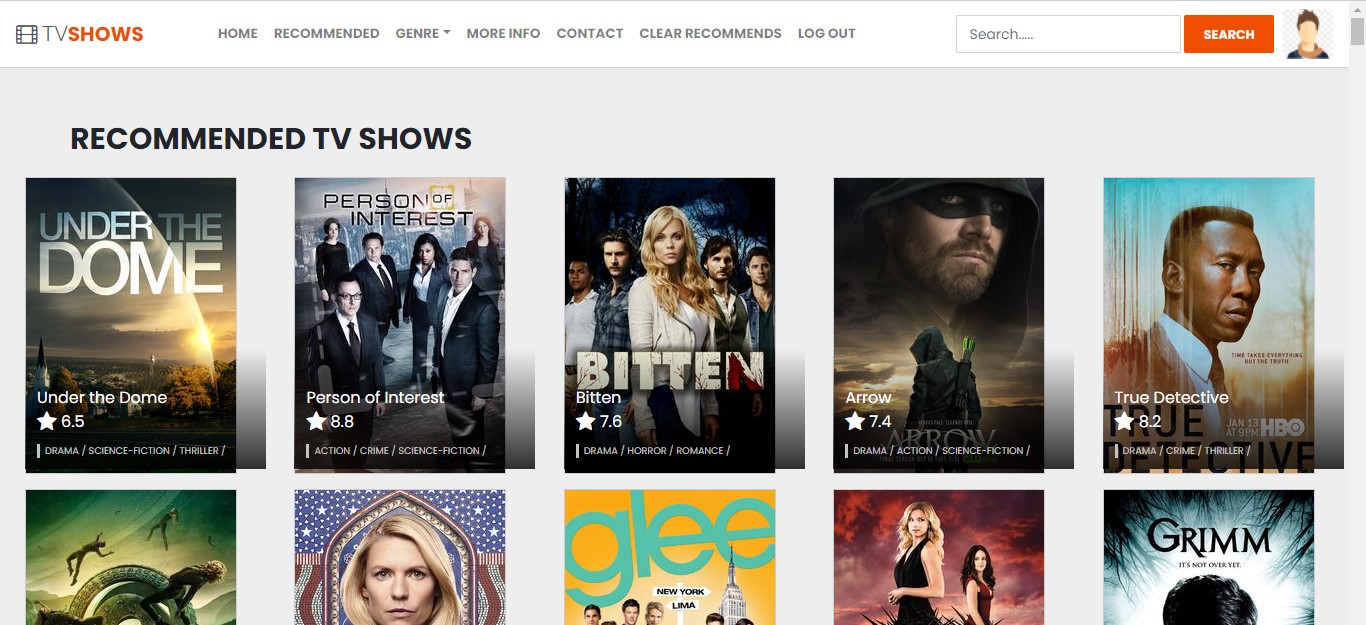 TVSHOWS
HOME RECOMMENDED GENRE MORE INFO CONTACT CLEAR RECOMMENDS LOG OUT
Search.....
SEARCH
RECOMMENDED TV SHOWS
UNDER THE
DOME
Under the Dome
6.5
DRAMA / SCIENCE-FICTION / THRILLER /
PERSON OF
INTEREST
Person of Interest
8.8
ACTION / CRIME / SCIENCE-FICTION /
BITTEN
Bitten
7.6
DRAMA / HORROR / ROMANCE /
Arrow
7.4
ARROW
DRAMA / ACTION / SCIENCE-FICTION /
TIME TAKES EVERYTHING
BUT THE TRUTH
True Detective
8.2
TRUE
JAN 13
AT 9PM HBO
DRAMA / CRIME / THRILLER /
DETECTIVE
glee
NEW YORK
LIMA
GRIMM
IT'S NOT OVER YET.